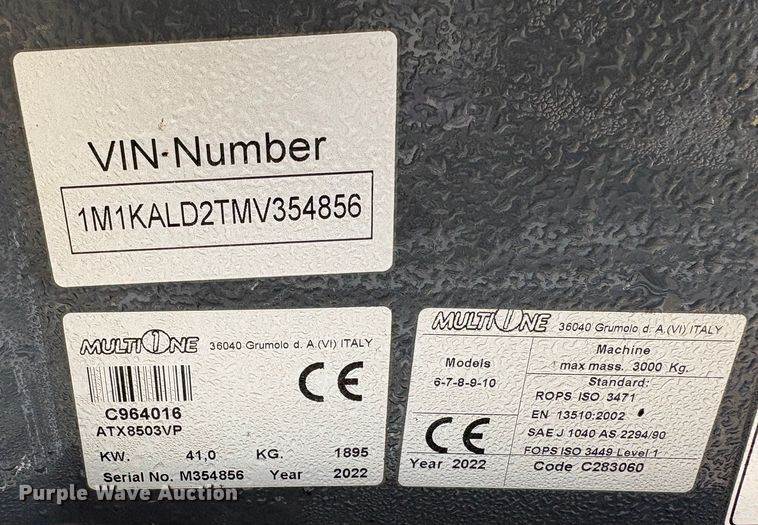 VIN-Number
1M1KALD2TMV354856
MULTIONE 36040 Grumolo d. A.(VI) ITALY
CE
C964016
ATX8503VP
KW. 41,0 KG. 1895
Serial No. M354856 Year 2022
MULTIONE 36040 Grumolo d. A.(VI) ITALY
Models
6-7-8-9-10
CE
Year 2022
Machine
max mass. 3000 Kg.
Standard:
ROPS ISO 3471
EN 13510:2002
SAE J 1040 AS 2294/90
FOPS ISO 3449 Level 1
Code C283060
Purple Wave Auction